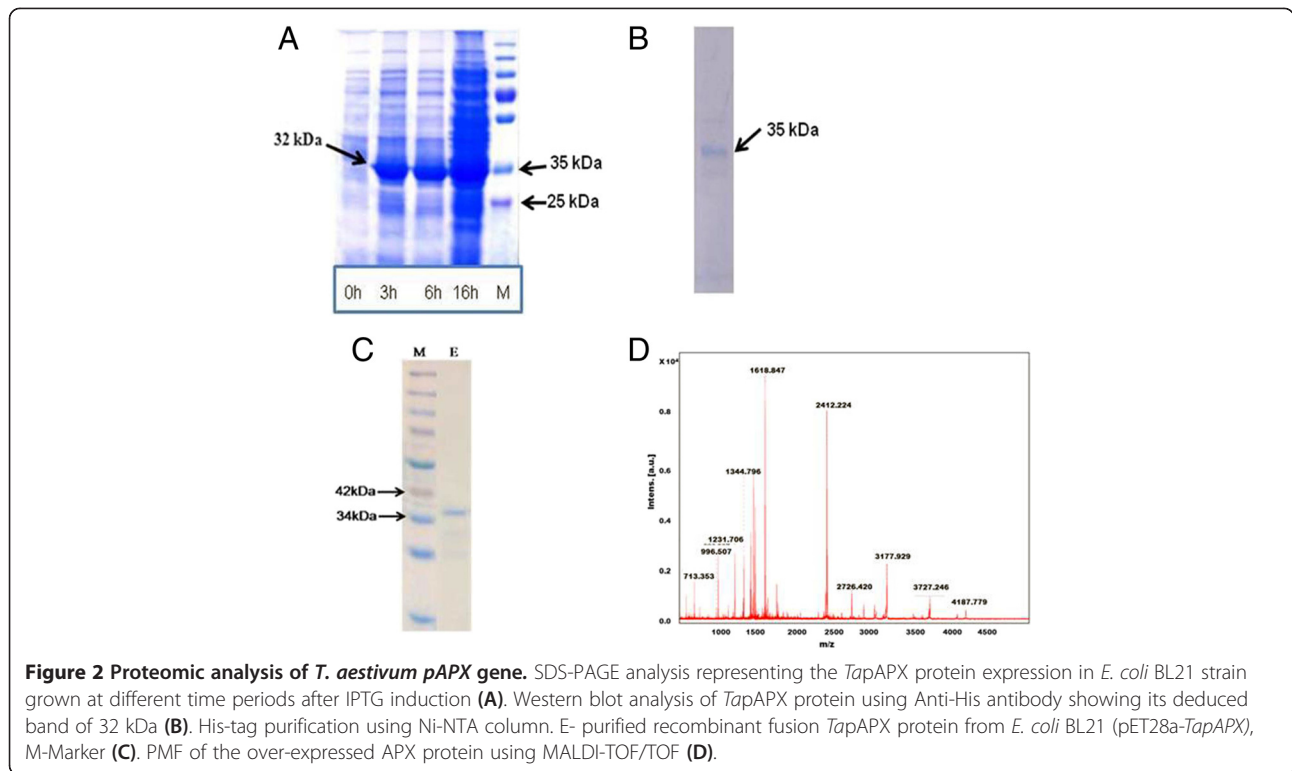 A
32 kDa
35 kDa
25 kDa
0h 3h 6h 16h M
B
35 kDa
C
M E
42kDa
34kDa
D
X 10⁴
Intens. [a.u.]
0.8
0.6
0.4
0.2
0.0
1618.847
2412.224
1344.796
1231.706
996.507
713.353
3177.929
2726.420
3727.246
4187.779
1000 1500 2000 2500 3000 3500 4000 4500
m/z
Figure 2 Proteomic analysis of T. aestivum pAPX gene. SDS-PAGE analysis representing the TapAPX protein expression in E. coli BL21 strain
grown at different time periods after IPTG induction (A). Western blot analysis of TapAPX protein using Anti-His antibody showing its deduced
band of 32 kDa (B). His-tag purification using Ni-NTA column. E- purified recombinant fusion TapAPX protein from E. coli BL21 (pET28a-TapAPX),
M-Marker (C). PMF of the over-expressed APX protein using MALDI-TOF/TOF (D).